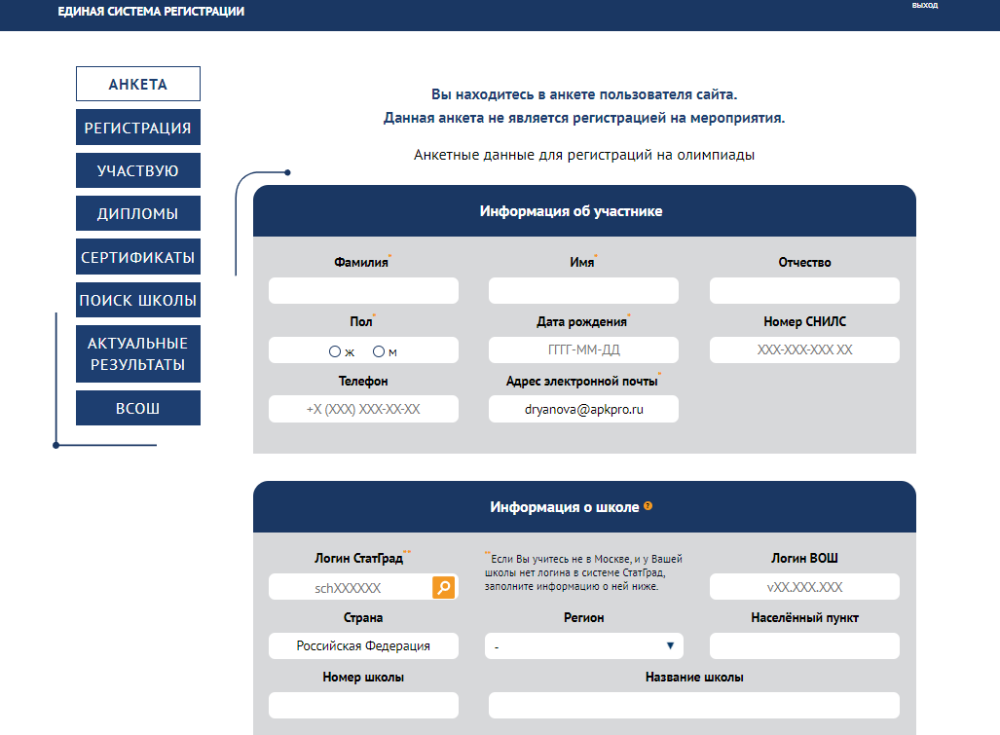 ЕДИНАЯ СИСТЕМА РЕГИСТРАЦИИ
ВЫХОД
АНКЕТА
РЕГИСТРАЦИЯ
УЧАСТВУЮ
ДИПЛОМЫ
СЕРТИФИКАТЫ
ПОИСК ШКОЛЫ
АКТУАЛЬНЫЕ
РЕЗУЛЬТАТЫ
ВСОШ
Вы находитесь в анкете пользователя сайта.
Данная анкета не является регистрацией на мероприятия.
Анкетные данные для регистраций на олимпиады
Информация об участнике
Фамилия* Имя* Отчество
Пол* Дата рождения* Номер СНИЛС
ж м ГГГГ-ММ-ДД XXX-XXX-XXX XX
Телефон Адрес электронной почты*
+X (XXX) XXX-XX-XX dryanova@apkpro.ru
Информация о школе ?
Логин СтатГрад** Логин ВОШ
**Если Вы учитесь не в Москве, и у Вашей
школы нет логина в системе СтатГрад,
заполните информацию о ней ниже.
schXXXXXX vXX.XXX.XXX
Страна Регион Населённый пункт
Российская Федерация -
Номер школы Название школы